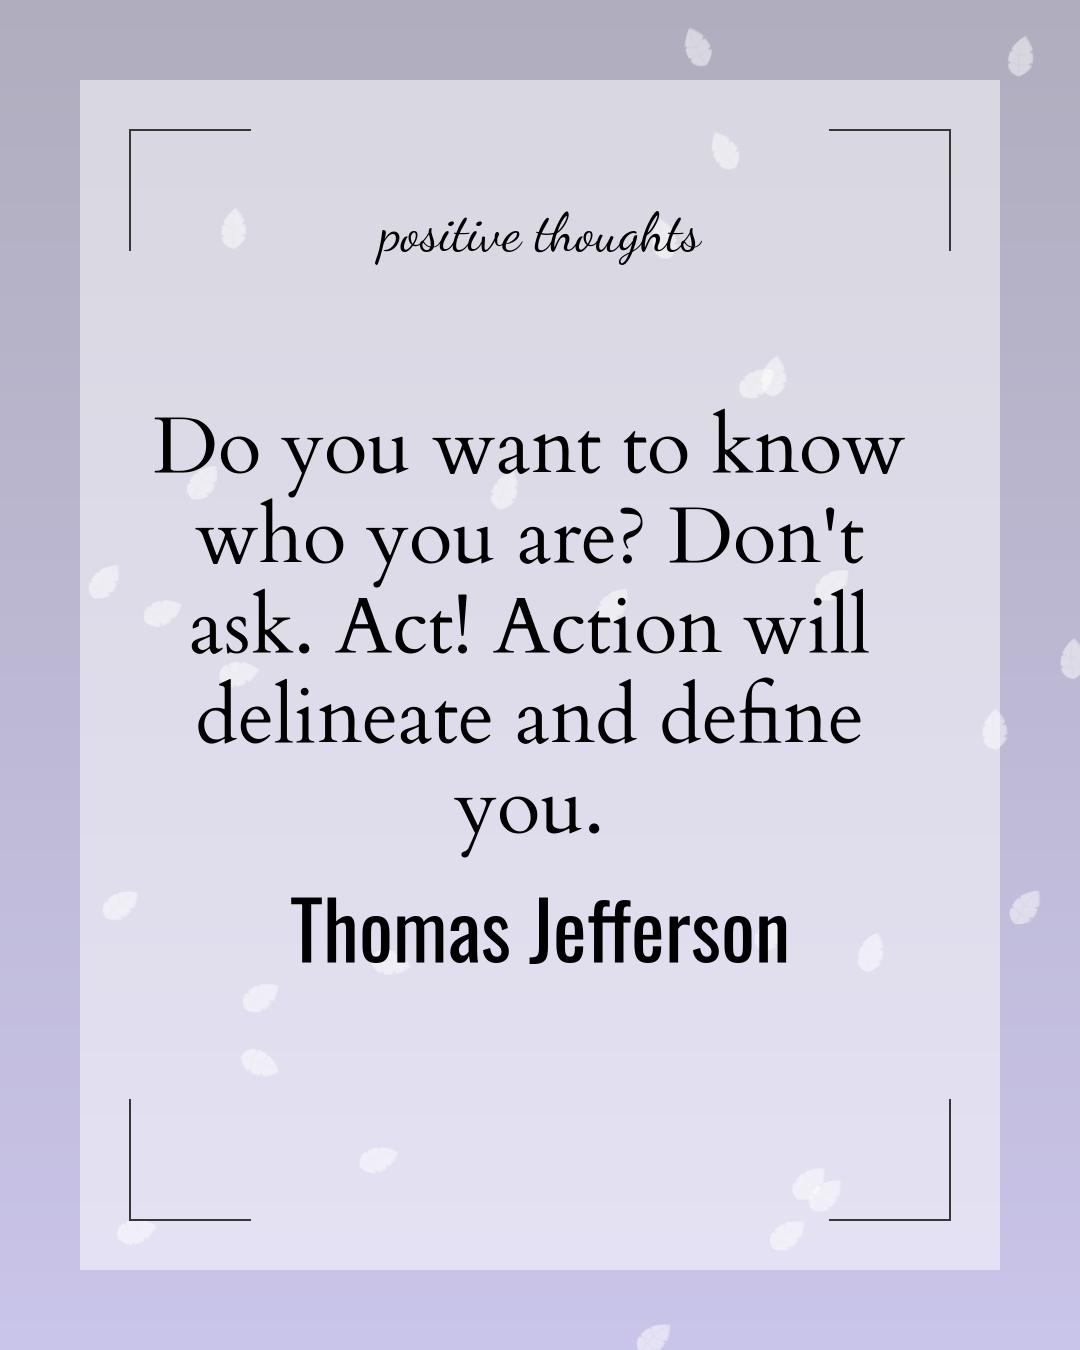 positive thoughts
Do you want to know
who you are? Don't
ask. Act! Action will
delineate and define
you.
Thomas Jefferson